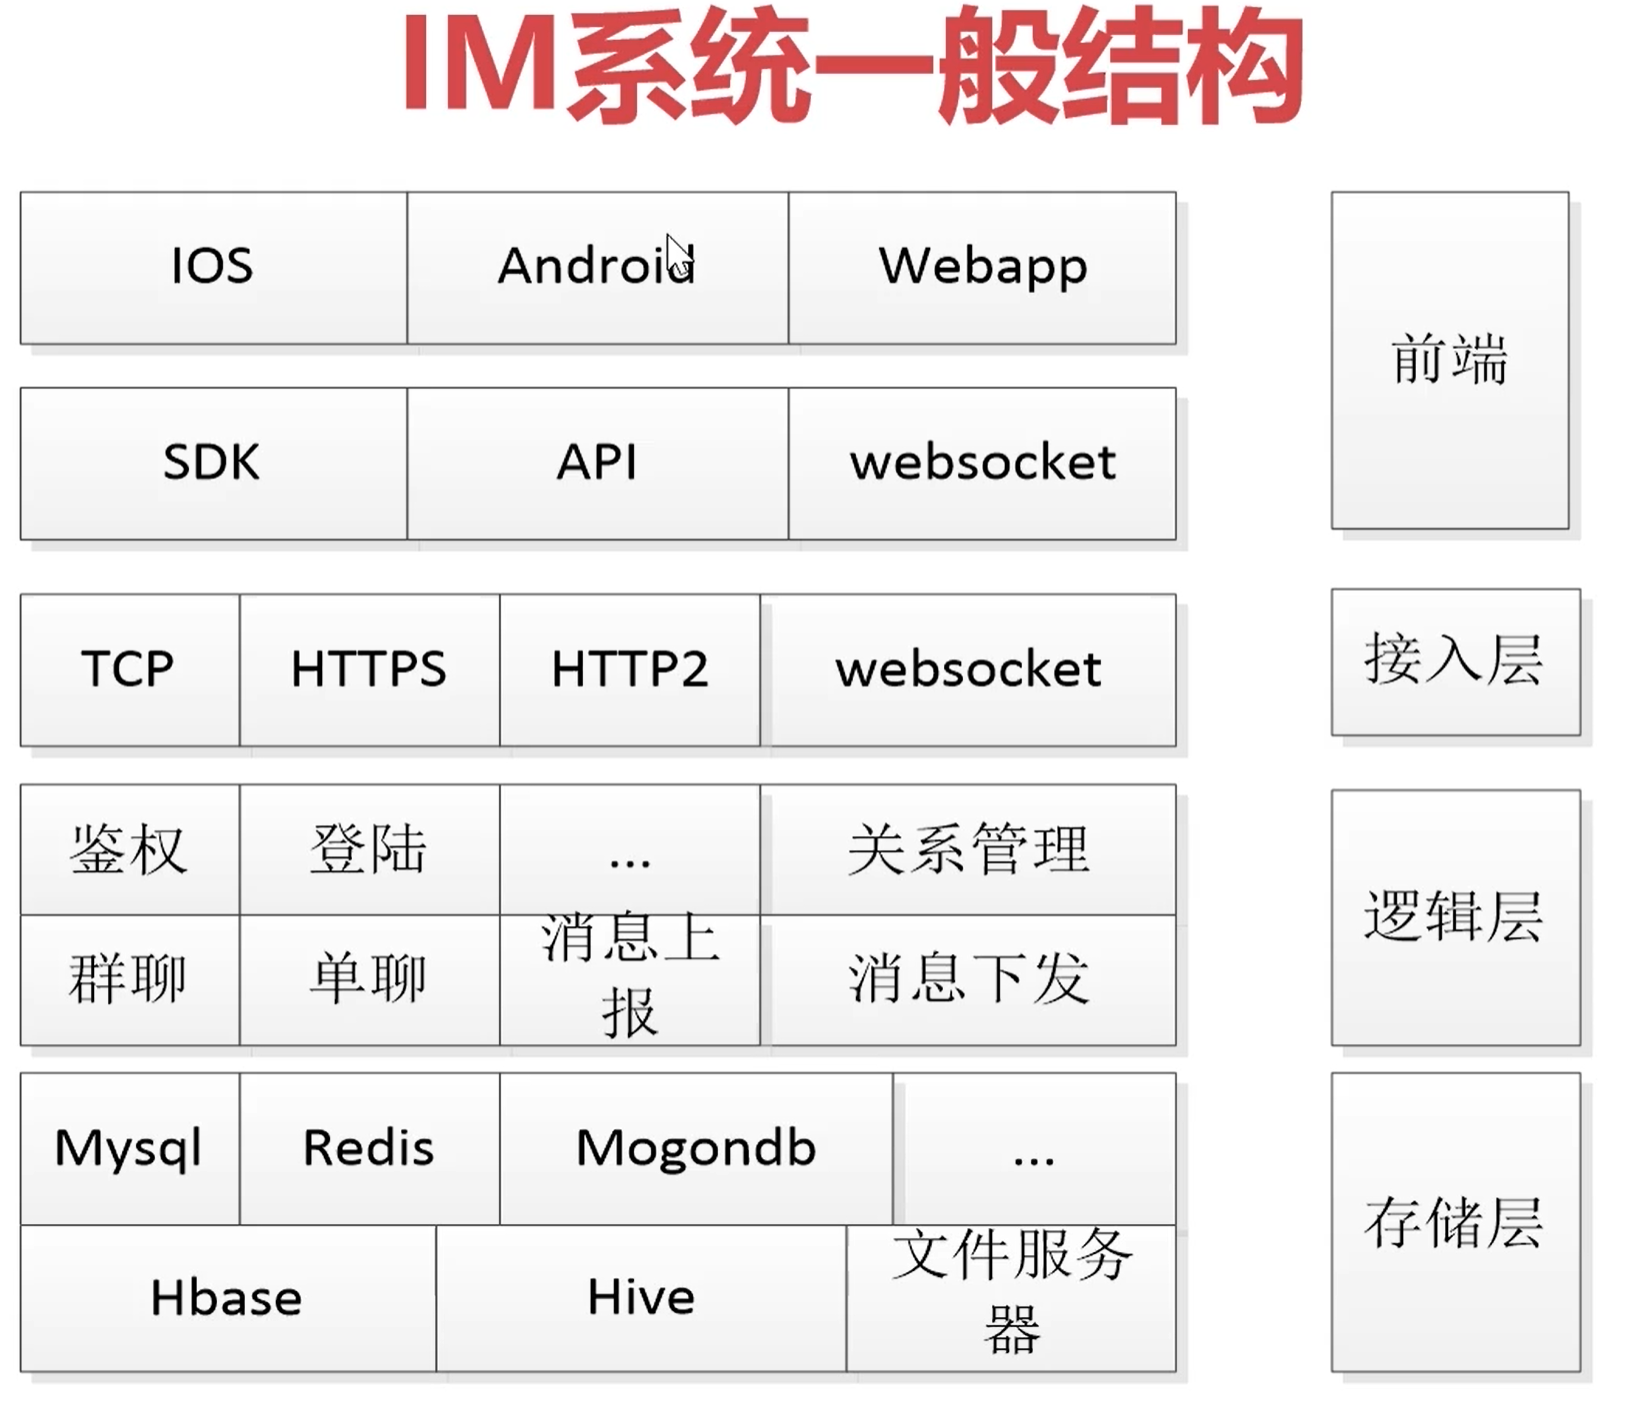 IM系统一般结构
IOS
Android
Webapp
前端
SDK
API
websocket
TCP
HTTPS
HTTP2
websocket
接入层
鉴权
登陆
...
关系管理
逻辑层
群聊
单聊
消息上
报
消息下发
Mysql
Redis
Mogondb
...
存储层
Hbase
Hive
文件服务
器